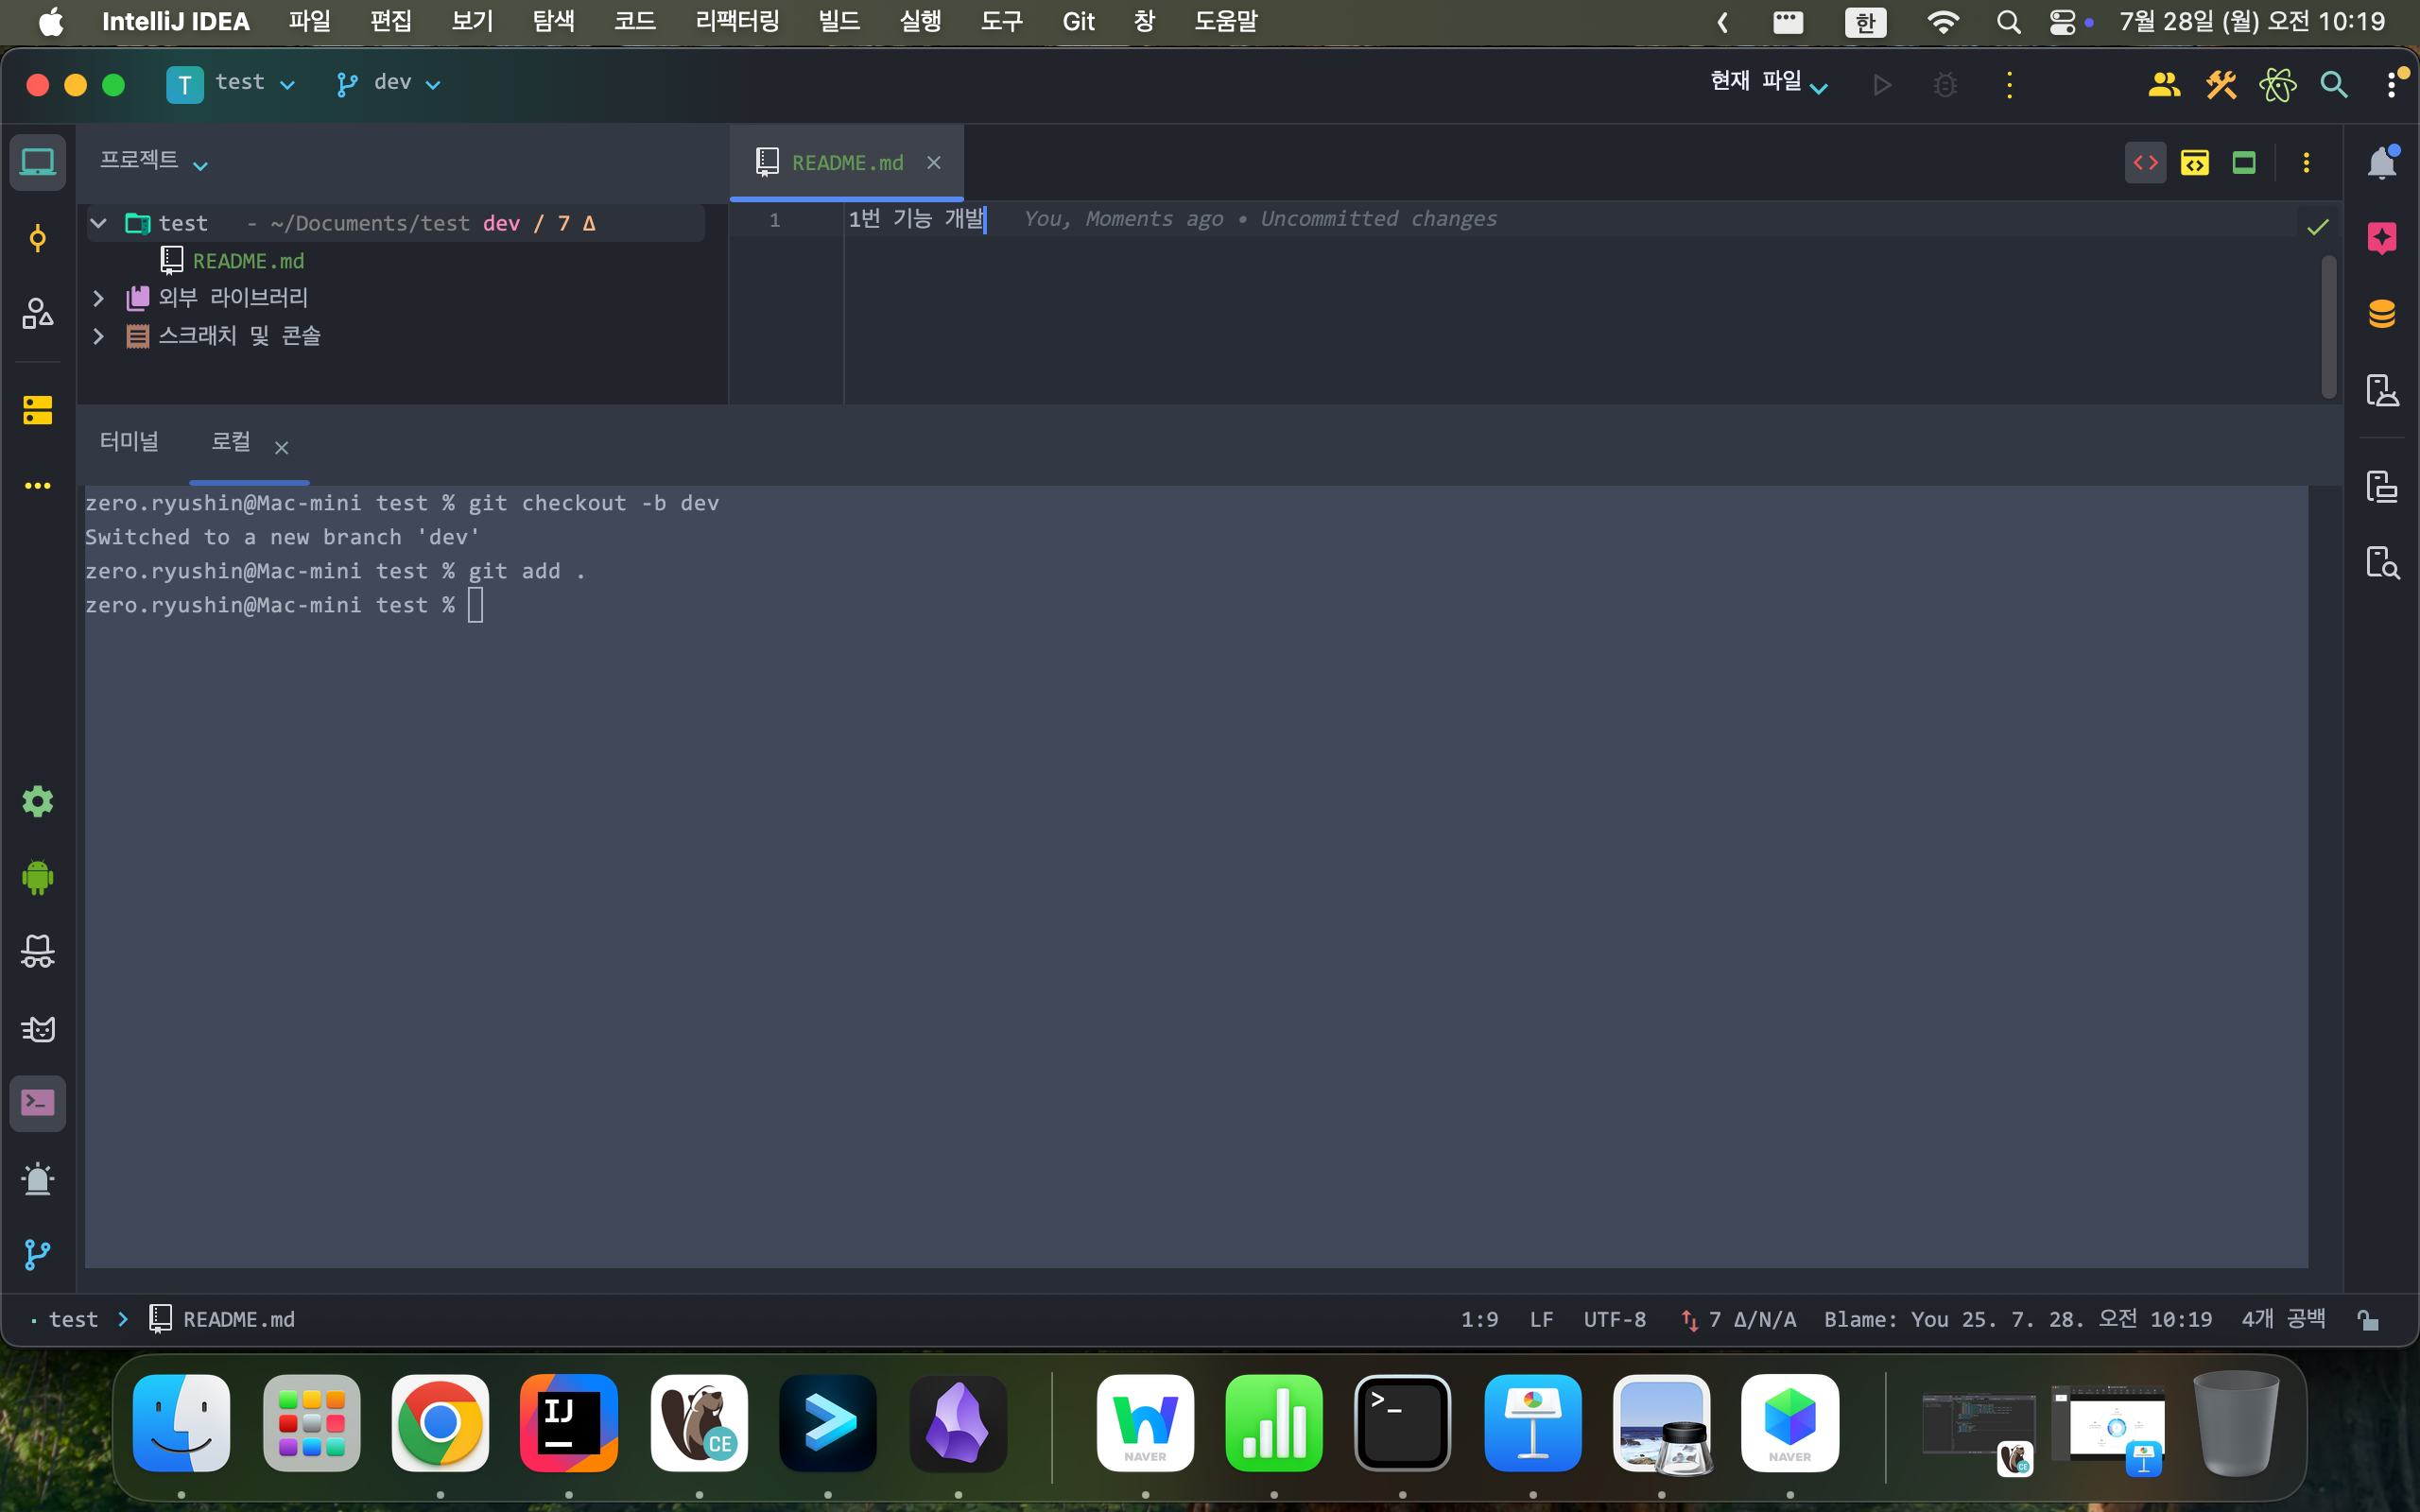 IntelliJ IDEA 파일 편집 보기 탐색 코드 리팩터링 빌드 실행 도구 Git 창 도움말 한 7월 28일 (월) 오전 10:19
T test dev 현재 파일
프로젝트
README.md
test - ~/Documents/test dev / 7 Δ
1 1번 기능 개발 You, Moments ago • Uncommitted changes
README.md
외부 라이브러리
스크래치 및 콘솔
터미널 로컬
zero.ryushin@Mac-mini test % git checkout -b dev
Switched to a new branch 'dev'
zero.ryushin@Mac-mini test % git add .
zero.ryushin@Mac-mini test %
test README.md 1:9 LF UTF-8 7 Δ/N/A Blame: You 25. 7. 28. 오전 10:19 4개 공백
IJ CE NAVER >_ NAVER CE